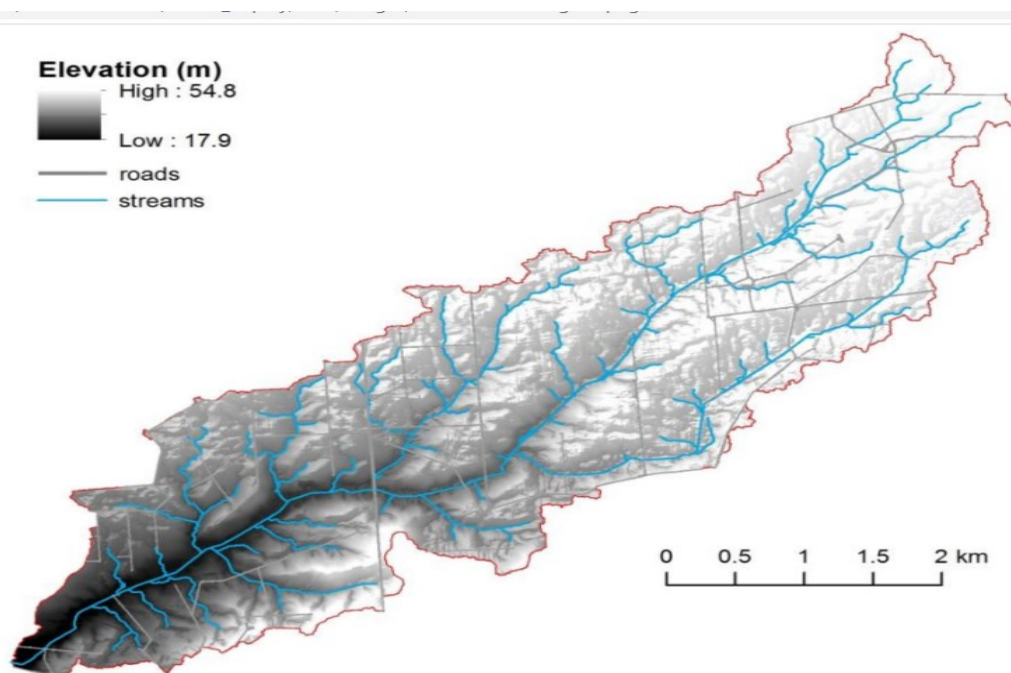 Elevation (m)
High : 54.8
Low : 17.9
roads
streams
0 0.5 1 1.5 2 km